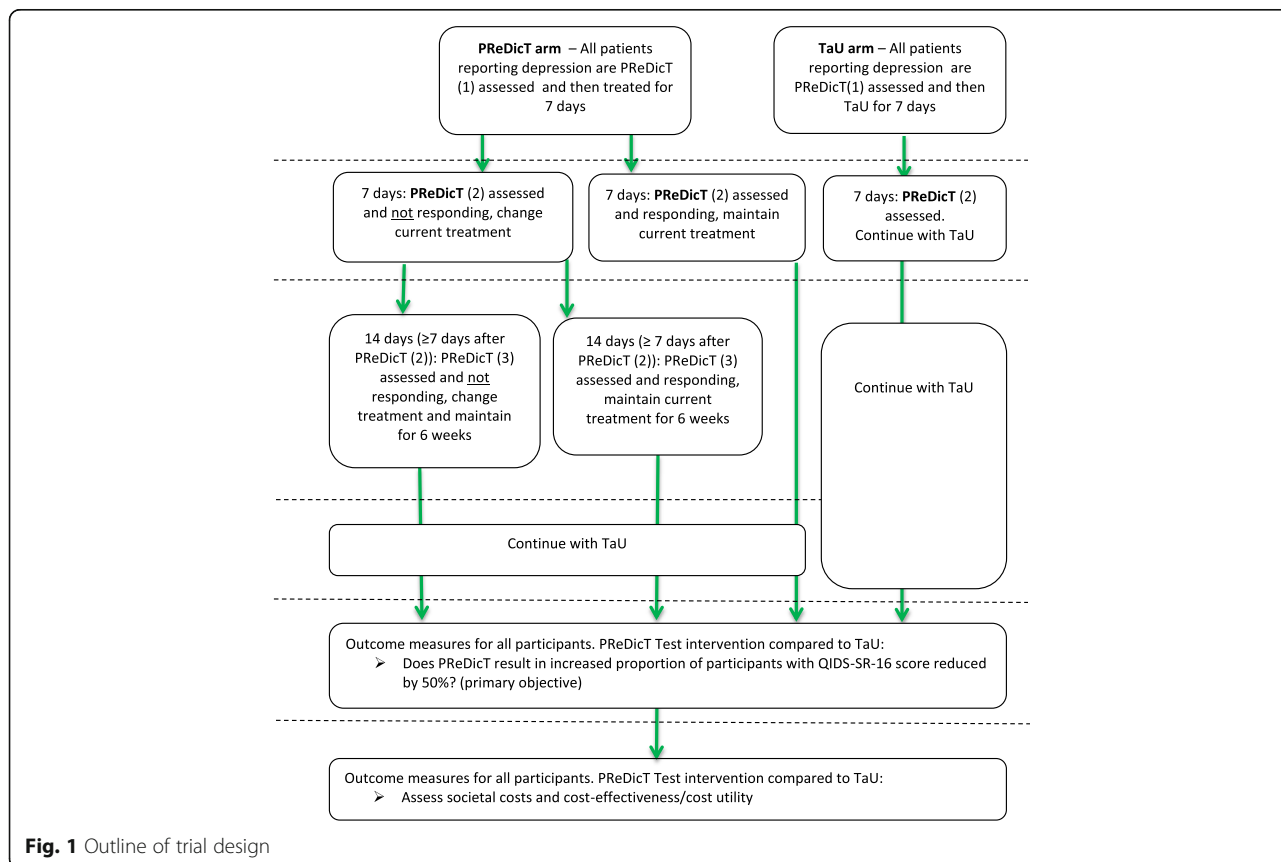 PReDicT arm – All patients
reporting depression are PReDicT
(1) assessed and then treated for
7 days
TaU arm – All patients
reporting depression are
PReDicT(1) assessed and then
TaU for 7 days
7 days: PReDicT (2) assessed
and not responding, change
current treatment
7 days: PReDicT (2) assessed
and responding, maintain
current treatment
7 days: PReDicT (2)
assessed.
Continue with TaU
14 days (≥7 days after
PReDicT (2)): PReDicT (3)
assessed and not
responding, change
treatment and maintain
for 6 weeks
14 days (≥ 7 days after
PReDicT (2)): PReDicT (3)
assessed and responding,
maintain current
treatment for 6 weeks
Continue with TaU
Continue with TaU
Outcome measures for all participants. PReDicT Test intervention compared to TaU:
➢ Does PReDicT result in increased proportion of participants with QIDS-SR-16 score reduced
by 50%? (primary objective)
Outcome measures for all participants. PReDicT Test intervention compared to TaU:
➢ Assess societal costs and cost-effectiveness/cost utility
Fig. 1 Outline of trial design